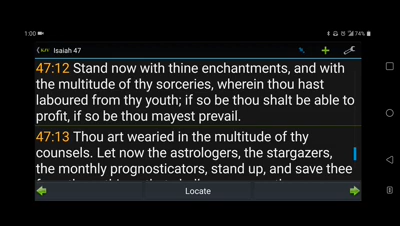 1:00
74%
KJV Isaiah 47
47:12 Stand now with thine enchantments, and with
the multitude of thy sorceries, wherein thou hast
laboured from thy youth; if so be thou shalt be able to
profit, if so be thou mayest prevail.
47:13 Thou art wearied in the multitude of thy
counsels. Let now the astrologers, the stargazers,
the monthly prognosticators, stand up, and save thee
Locate